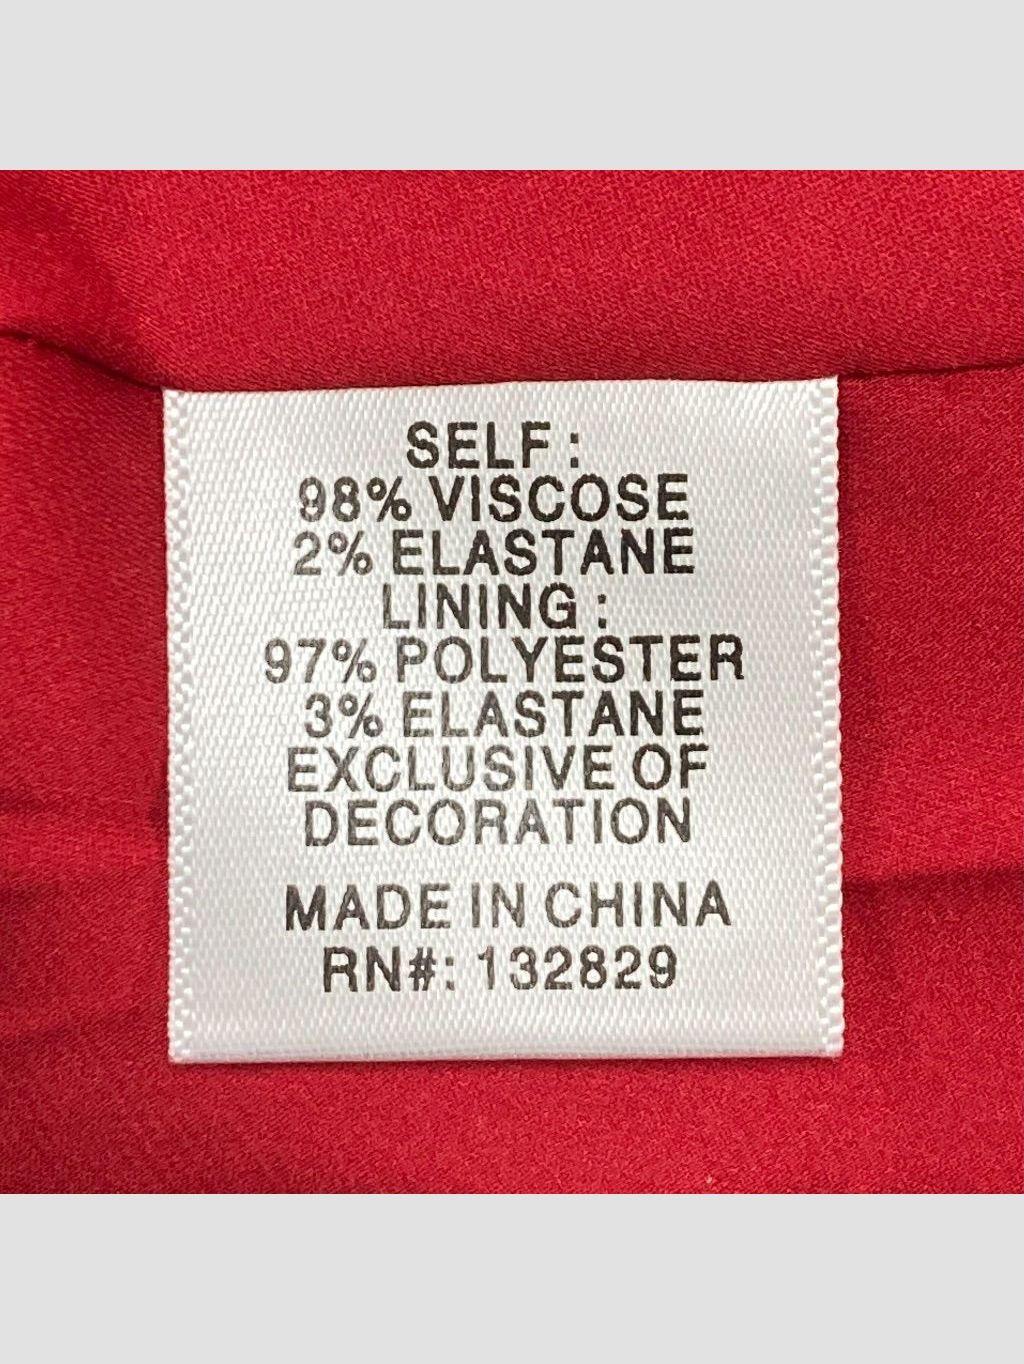 SELF :
98% VISCOSE
2% ELASTANE
LINING :
97% POLYESTER
3% ELASTANE
EXCLUSIVE OF
DECORATION
MADE IN CHINA
RN#: 132829